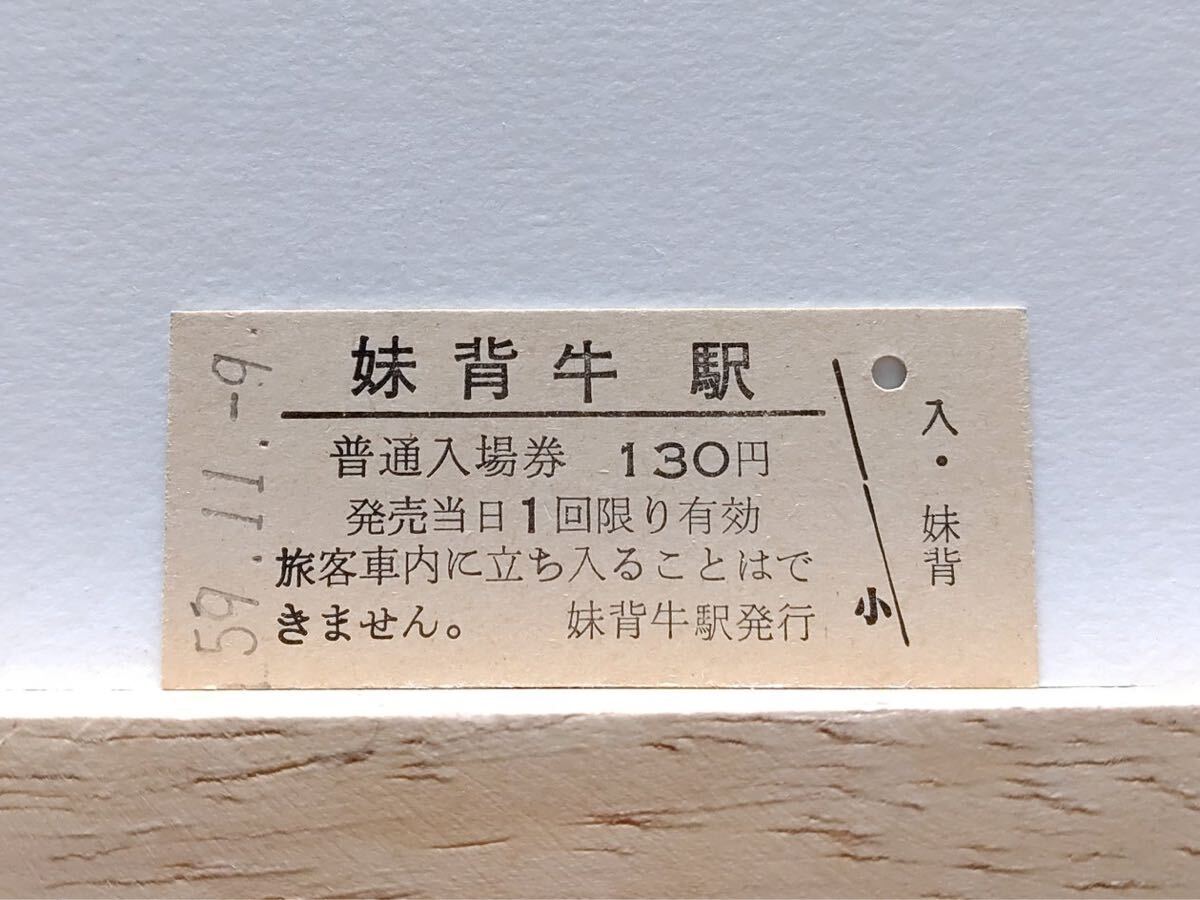 妹背牛 駅
普通入場券 130円
発売当日1回限り有効
旅客車内に立ち入ることはで
きません。 妹背牛駅発行
小
入・妹背
59.11.-9